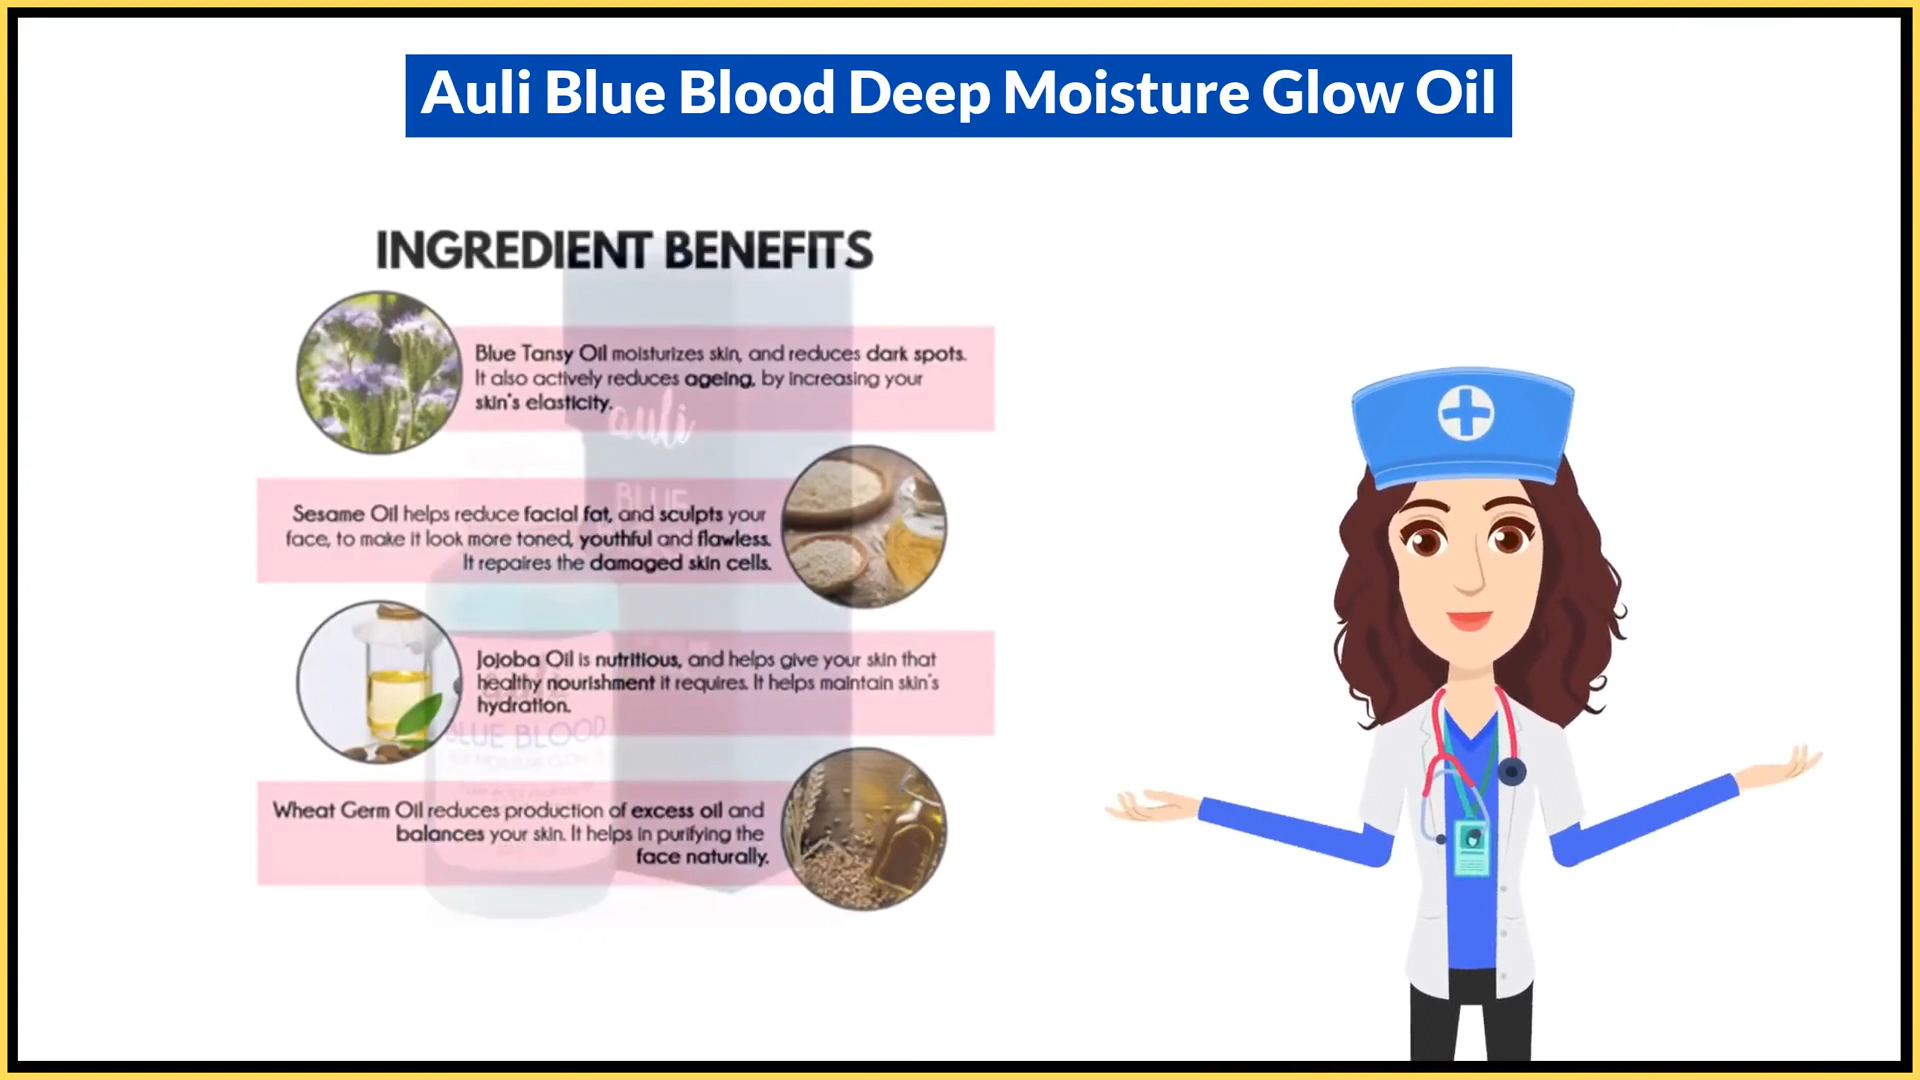 Auli Blue Blood Deep Moisture Glow Oil
INGREDIENT BENEFITS
Blue Tansy Oil moisturizes skin, and reduces dark spots.
It also actively reduces ageing, by increasing your
skin's elasticity.
auli
BLUE
Sesame Oil helps reduce facial fat, and sculpts your
face, to make it look more toned, youthful and flawless.
It repaires the damaged skin cells.
Jojoba Oil is nutritious, and helps give your skin that
healthy nourishment it requires. It helps maintain skin's
hydration.
BLUE BLOOD
Wheat Germ Oil reduces production of excess oil and
balances your skin. It helps in purifying the
face naturally.